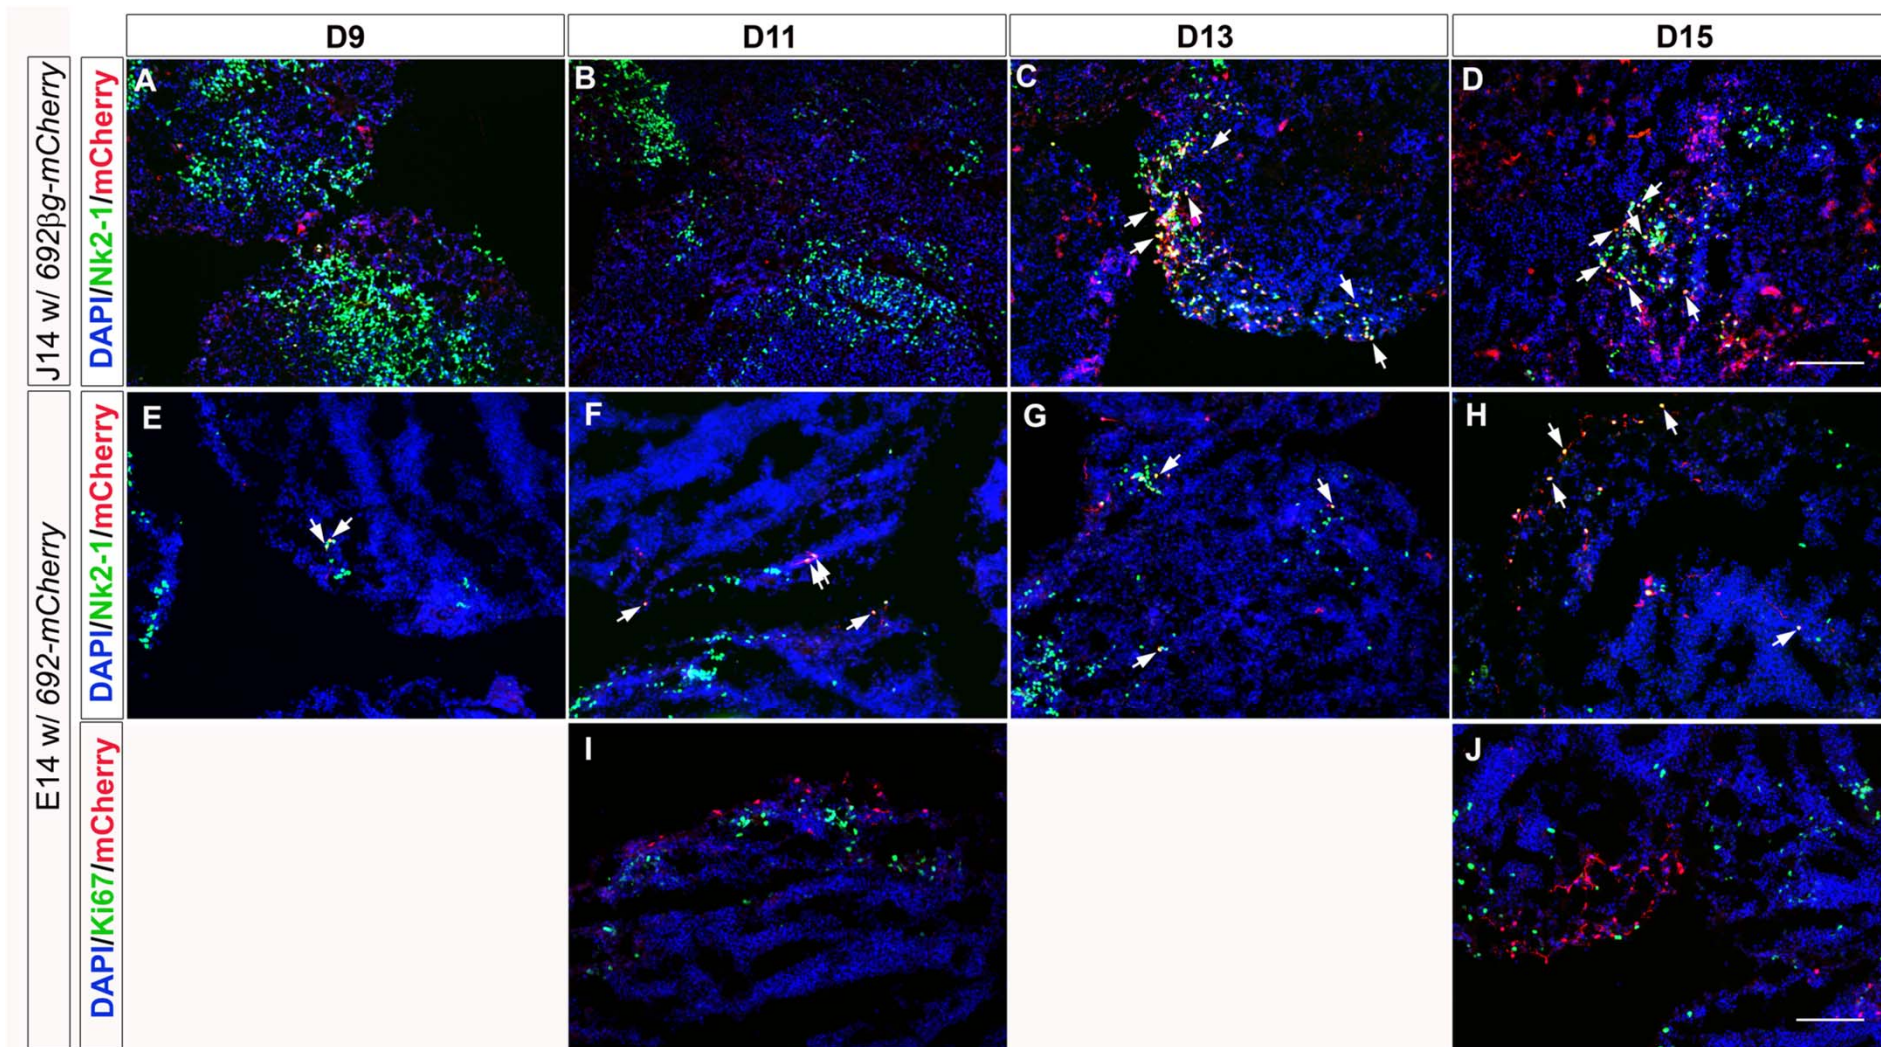 D9
D11
D13
D15
J14 w/ 692βg-mCherry
DAPI/Nk2-1/mCherry
A
B
C
D
E14 w/ 692-mCherry
DAPI/Nk2-1/mCherry
E
F
G
H
DAPI/Ki67/mCherry
I
J